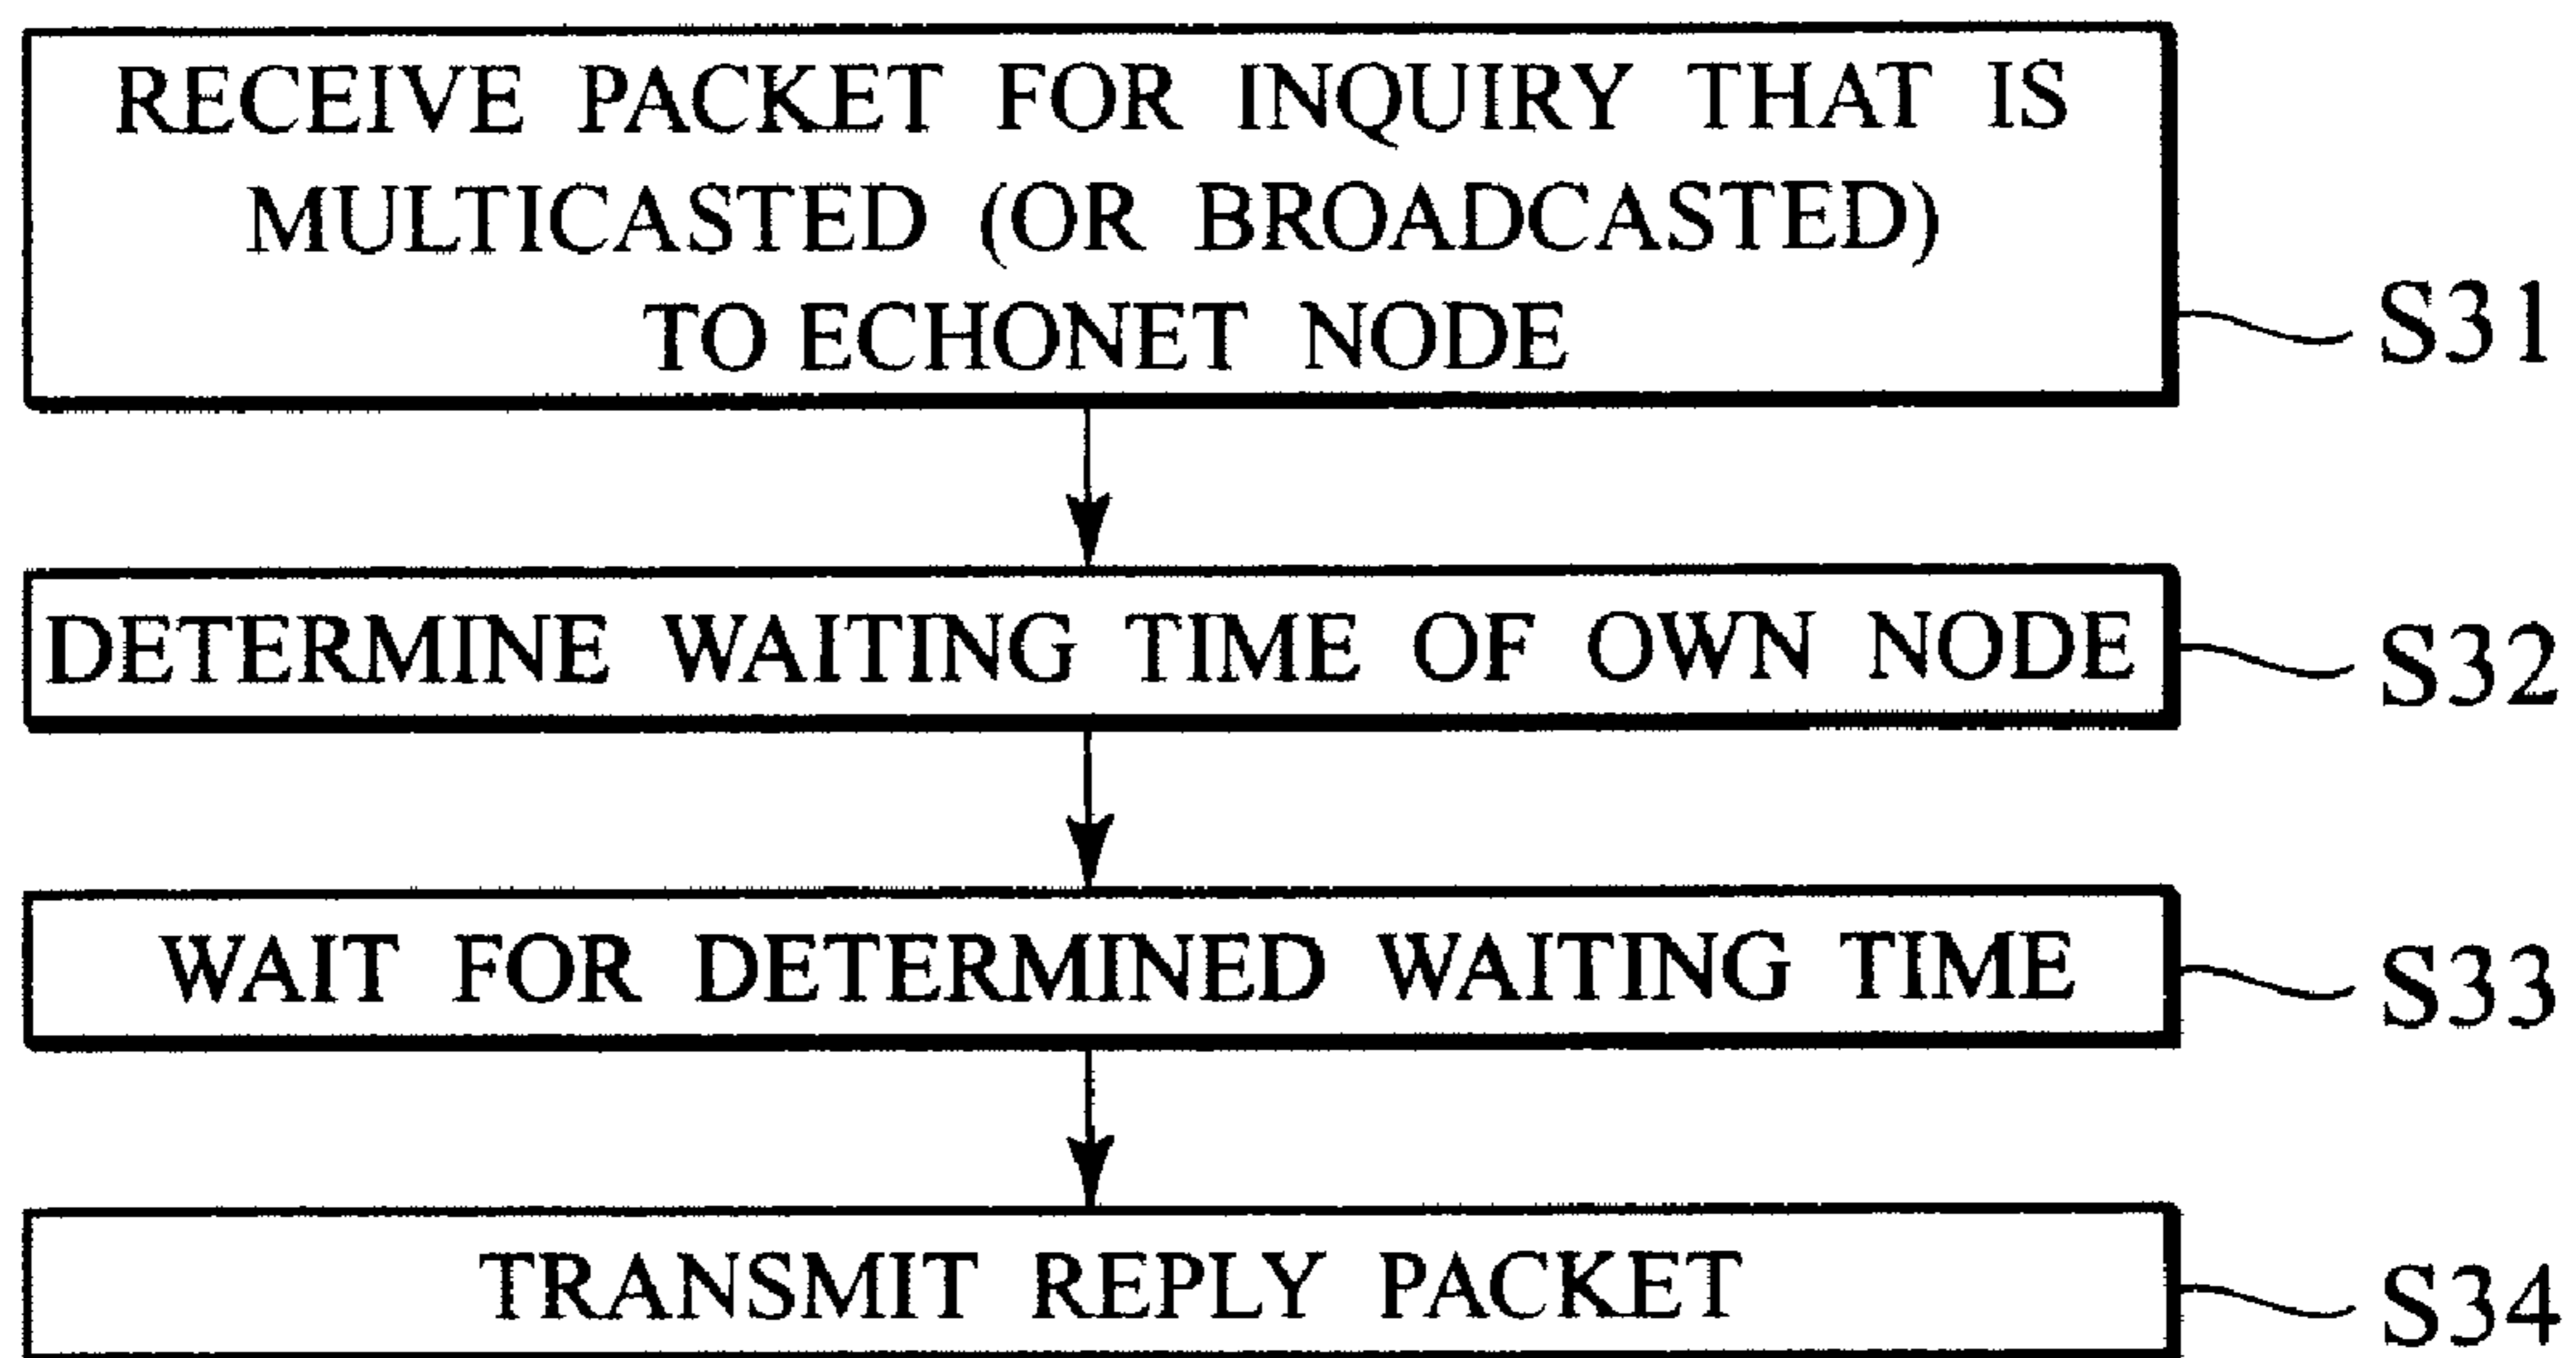 RECEIVE PACKET FOR INQUIRY THAT IS
MULTICASTED (OR BROADCASTED)
TO ECHONET NODE
S31
DETERMINE WAITING TIME OF OWN NODE
S32
WAIT FOR DETERMINED WAITING TIME
S33
TRANSMIT REPLY PACKET
S34